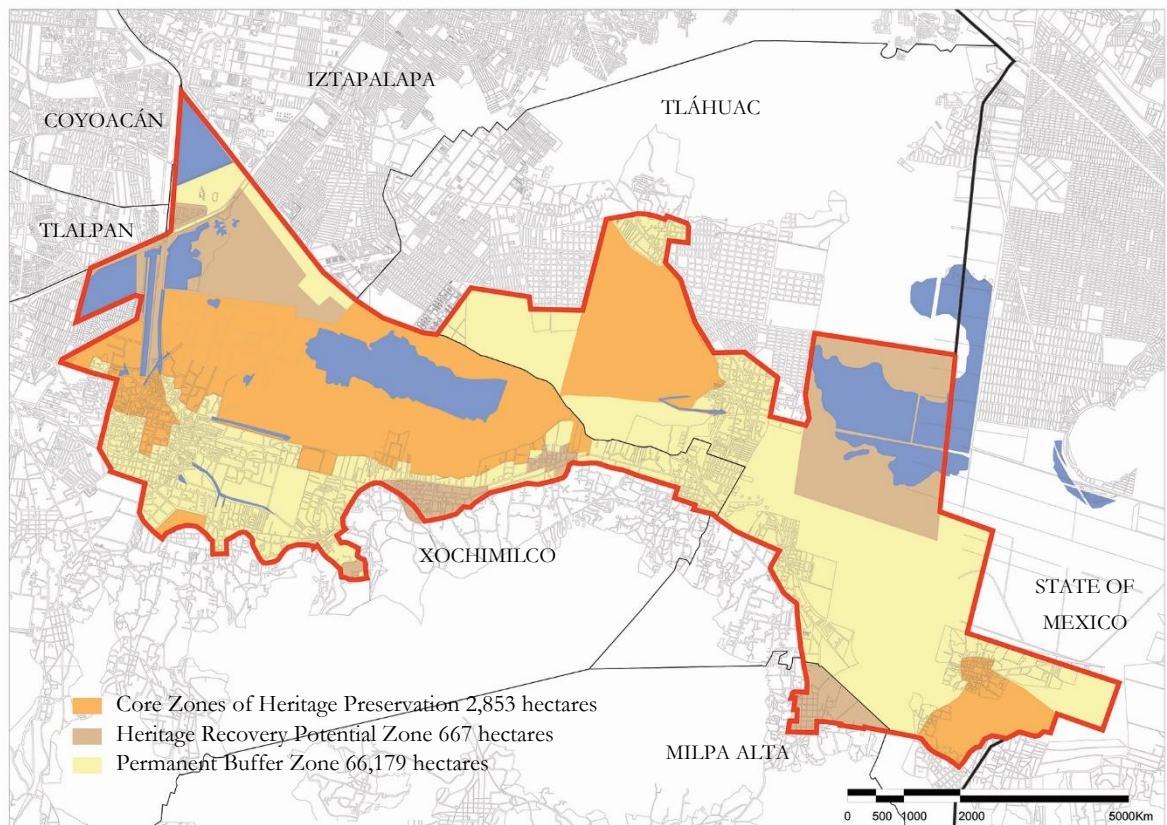 IZTAPALAPA
COYOACÁN
TLÁHUAC
TLALPAN
XOCHIMILCO
STATE OF
MEXICO
Core Zones of Heritage Preservation 2,853 hectares
Heritage Recovery Potential Zone 667 hectares
Permanent Buffer Zone 66,179 hectares
MILPA ALTA
0 500 1000 2000 5000Km